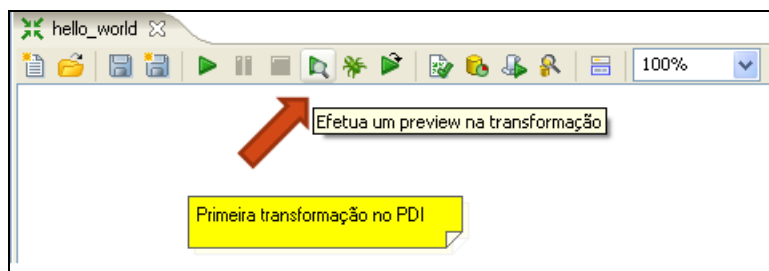 hello_world
100%
Efetua um preview na transformação
Primeira transformação no PDI